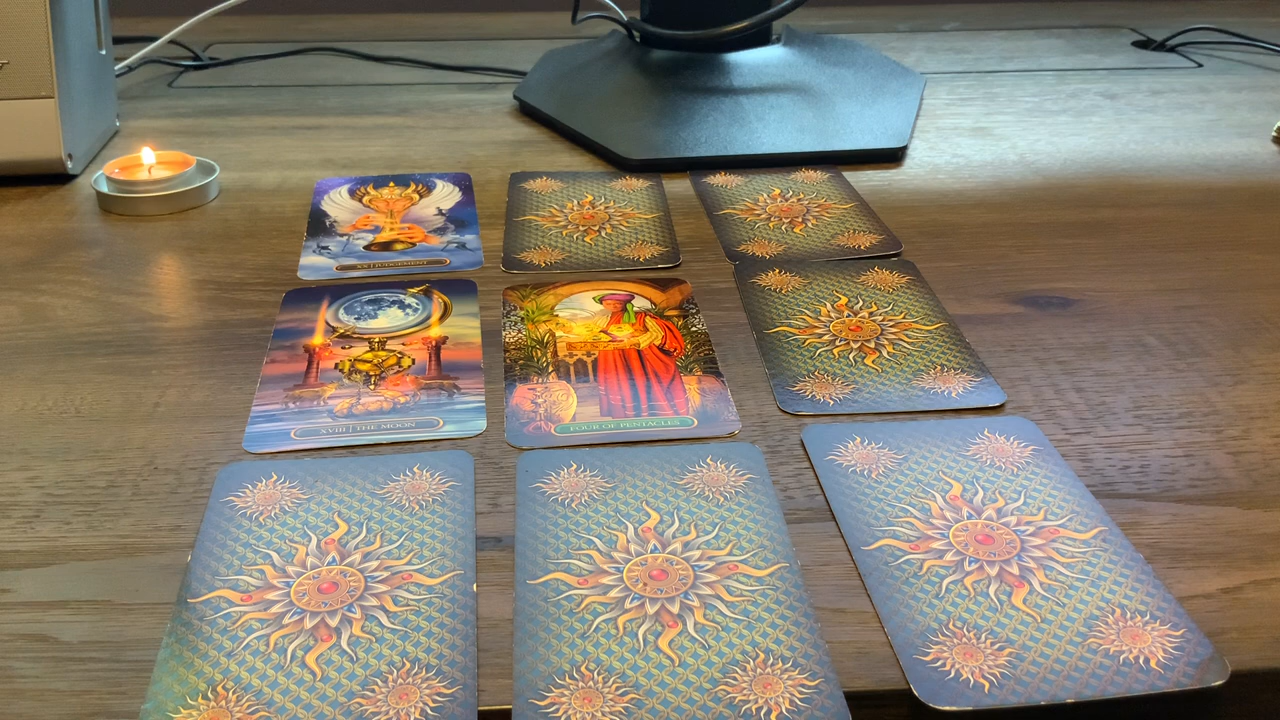 XX | JUDGEMENT
XVIII | THE MOON
FOUR OF PENTACLES